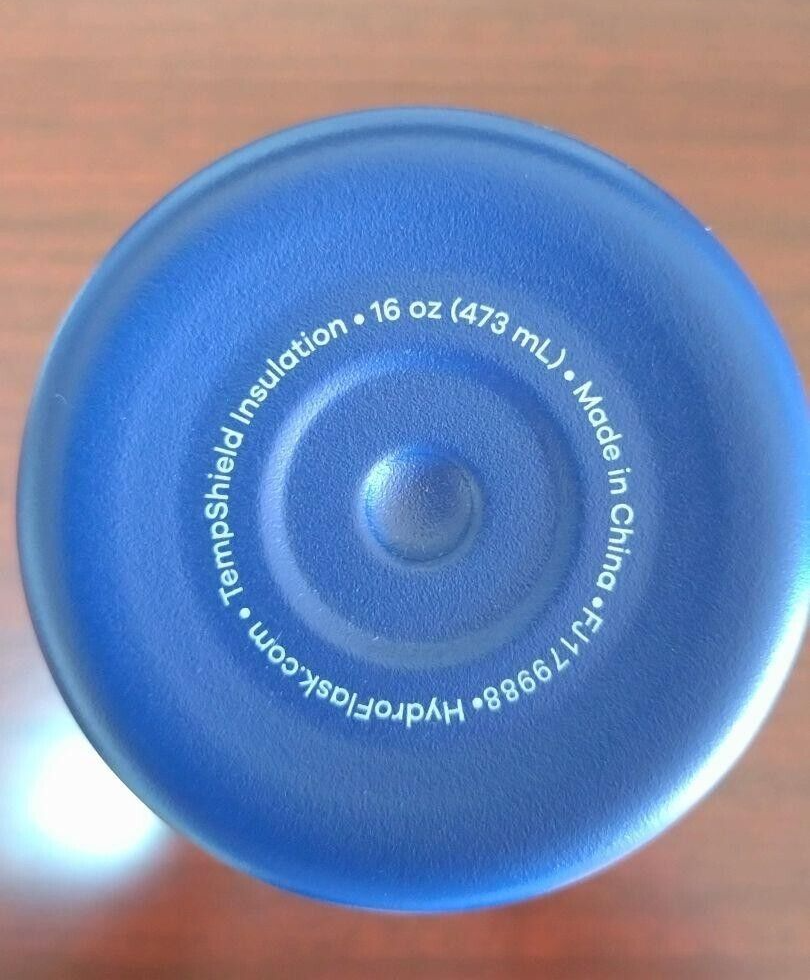 TempShield Insulation • 16 oz (473 mL) • Made in China • FJ179988 • HydroFlask.com •